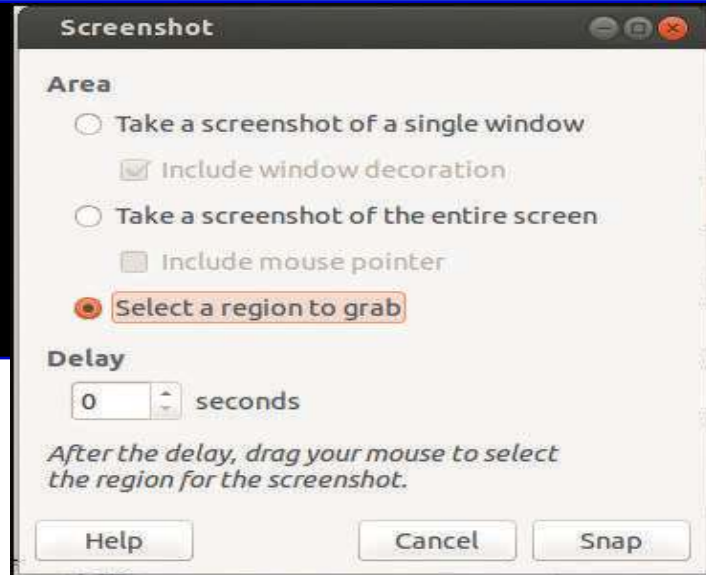 Screenshot
Area
Take a screenshot of a single window
Include window decoration
Take a screenshot of the entire screen
Include mouse pointer
Select a region to grab
Delay
0 seconds
After the delay, drag your mouse to select
the region for the screenshot.
Help Cancel Snap